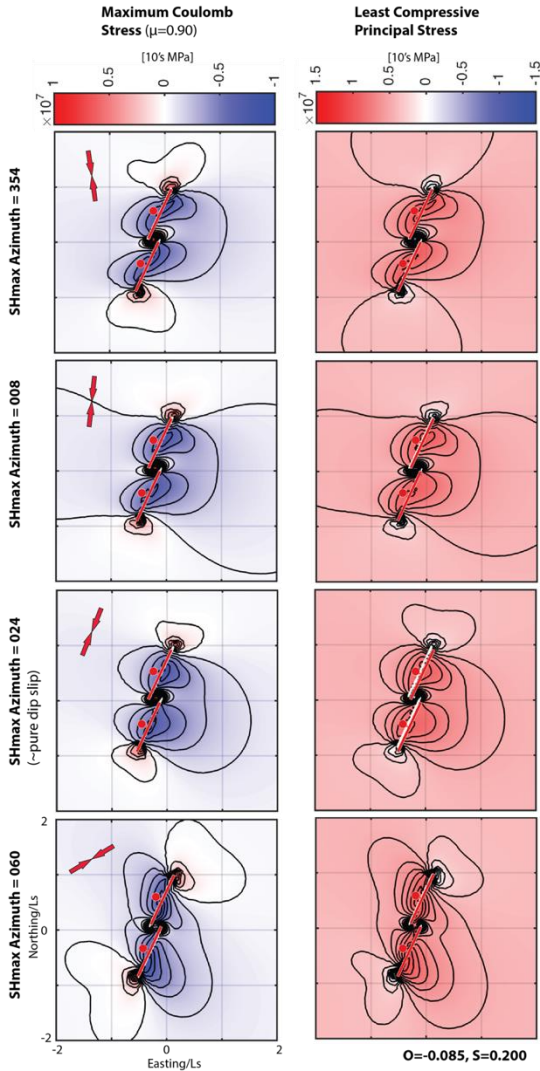 Maximum Coulomb
Stress (μ=0.90)
Least Compressive
Principal Stress
[10's MPa]
×10⁷
1
0.5
0
-0.5
-1
[10's MPa]
×10⁷
1.5
1
0.5
0
-0.5
-1
-1.5
SHmax Azimuth = 354
SHmax Azimuth = 008
SHmax Azimuth = 024
(~pure dip slip)
SHmax Azimuth = 060
Northing/Ls
2
0
-2
-2
0
2
Easting/Ls
O=-0.085, S=0.200